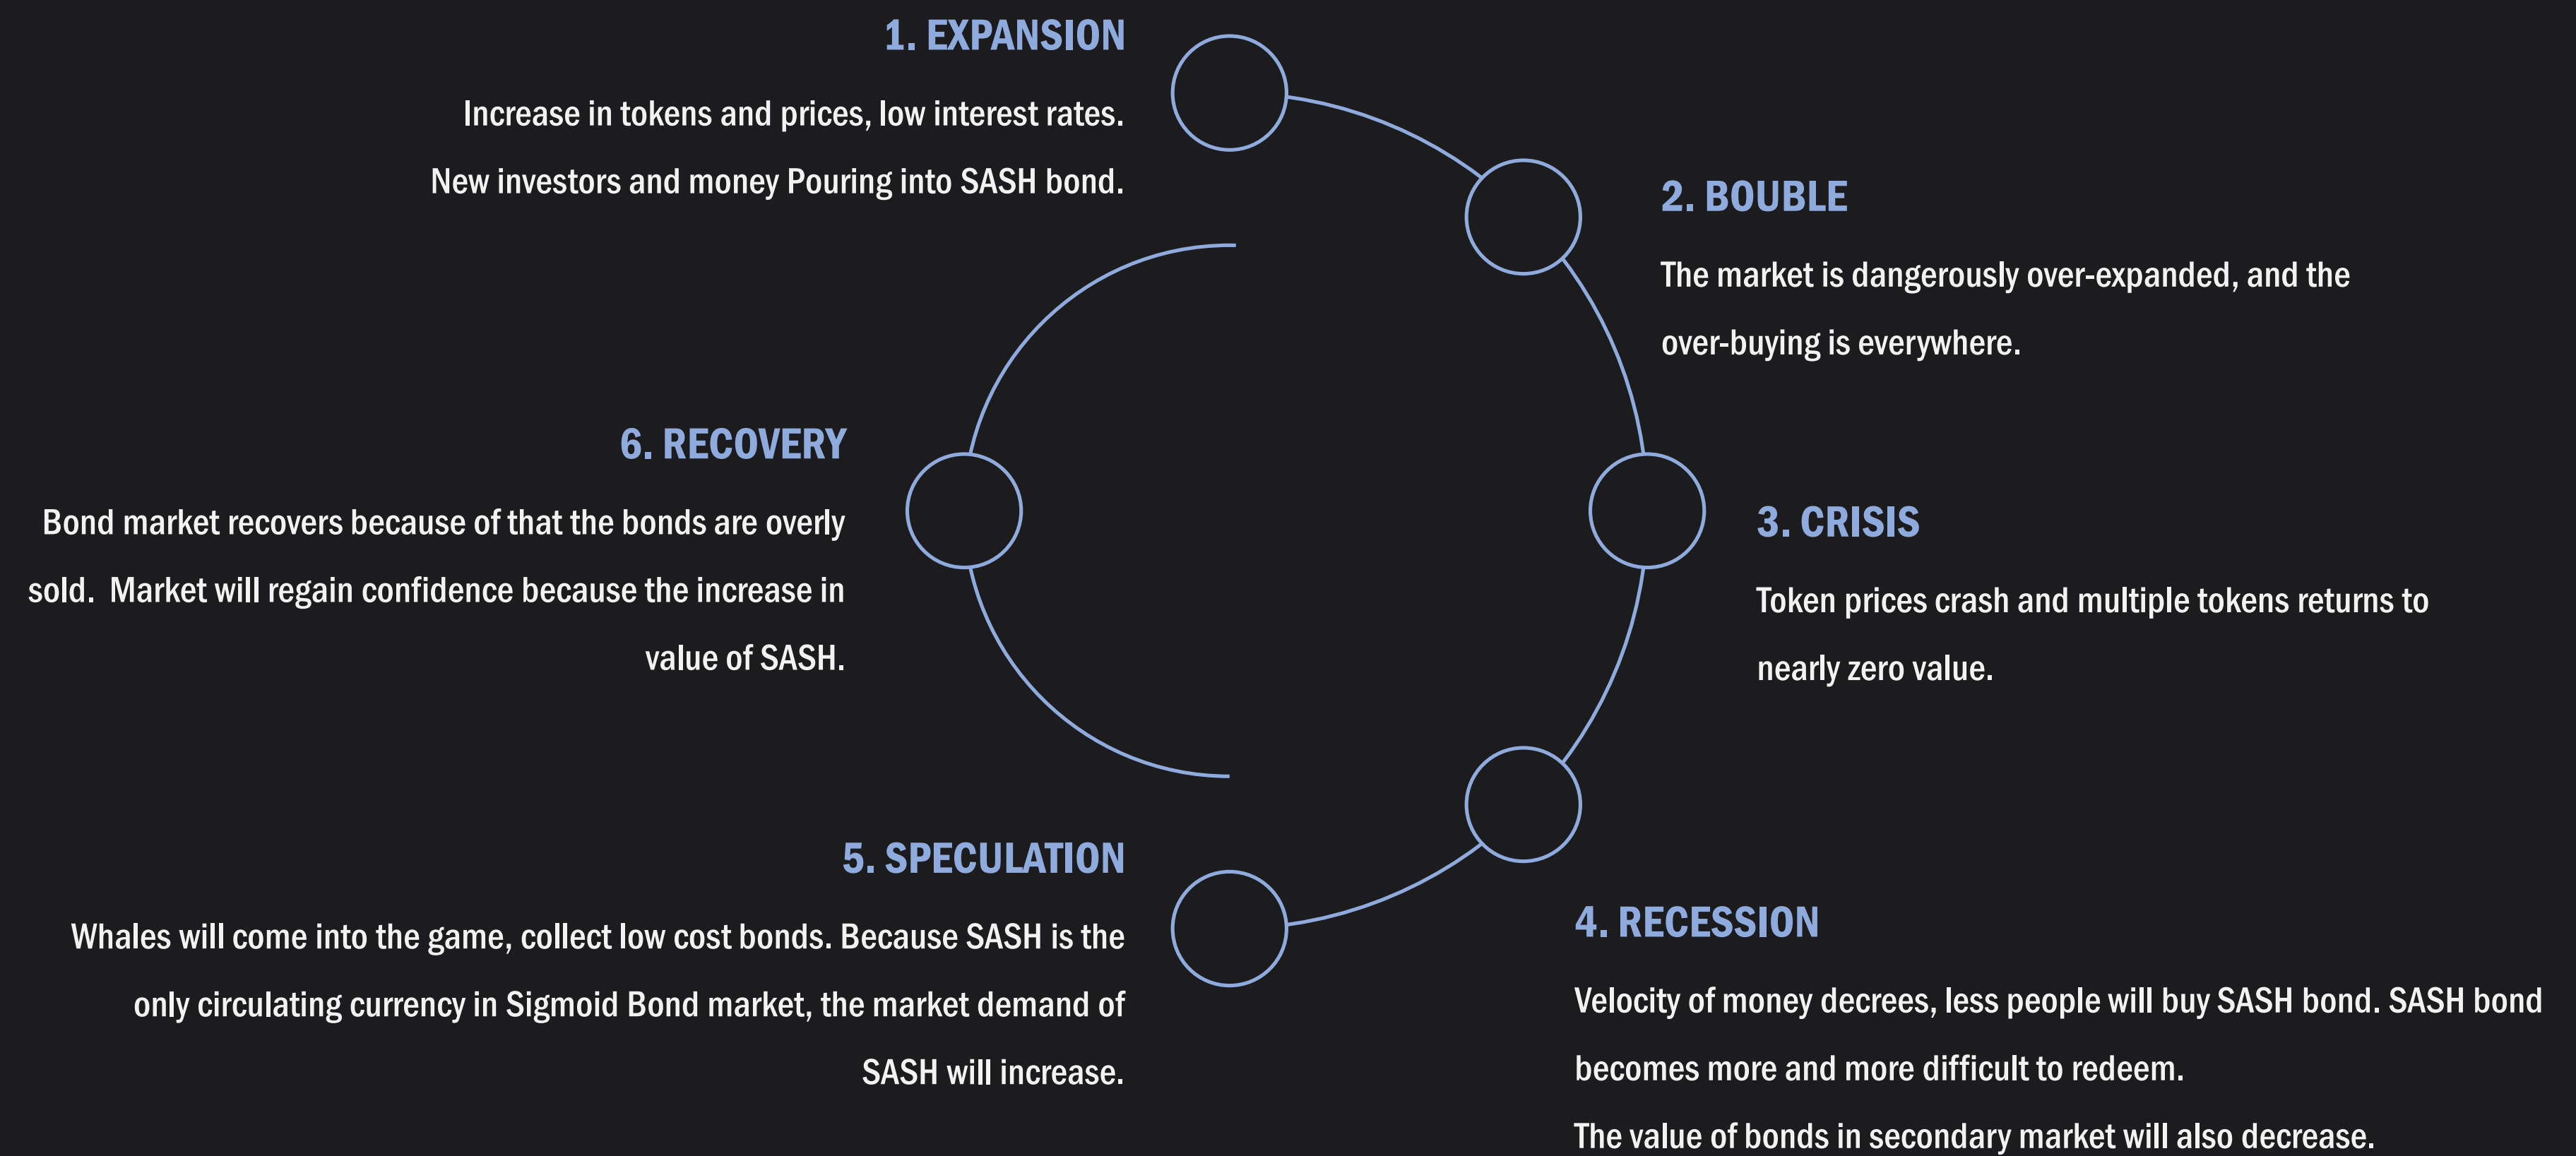 1. EXPANSION
Increase in tokens and prices, low interest rates.
New investors and money Pouring into SASH bond.
2. BOUBLE
The market is dangerously over-expanded, and the
over-buying is everywhere.
3. CRISIS
Token prices crash and multiple tokens returns to
nearly zero value.
4. RECESSION
Velocity of money decrees, less people will buy SASH bond. SASH bond
becomes more and more difficult to redeem.
The value of bonds in secondary market will also decrease.
5. SPECULATION
Whales will come into the game, collect low cost bonds. Because SASH is the
only circulating currency in Sigmoid Bond market, the market demand of
SASH will increase.
6. RECOVERY
Bond market recovers because of that the bonds are overly
sold.  Market will regain confidence because the increase in
value of SASH.